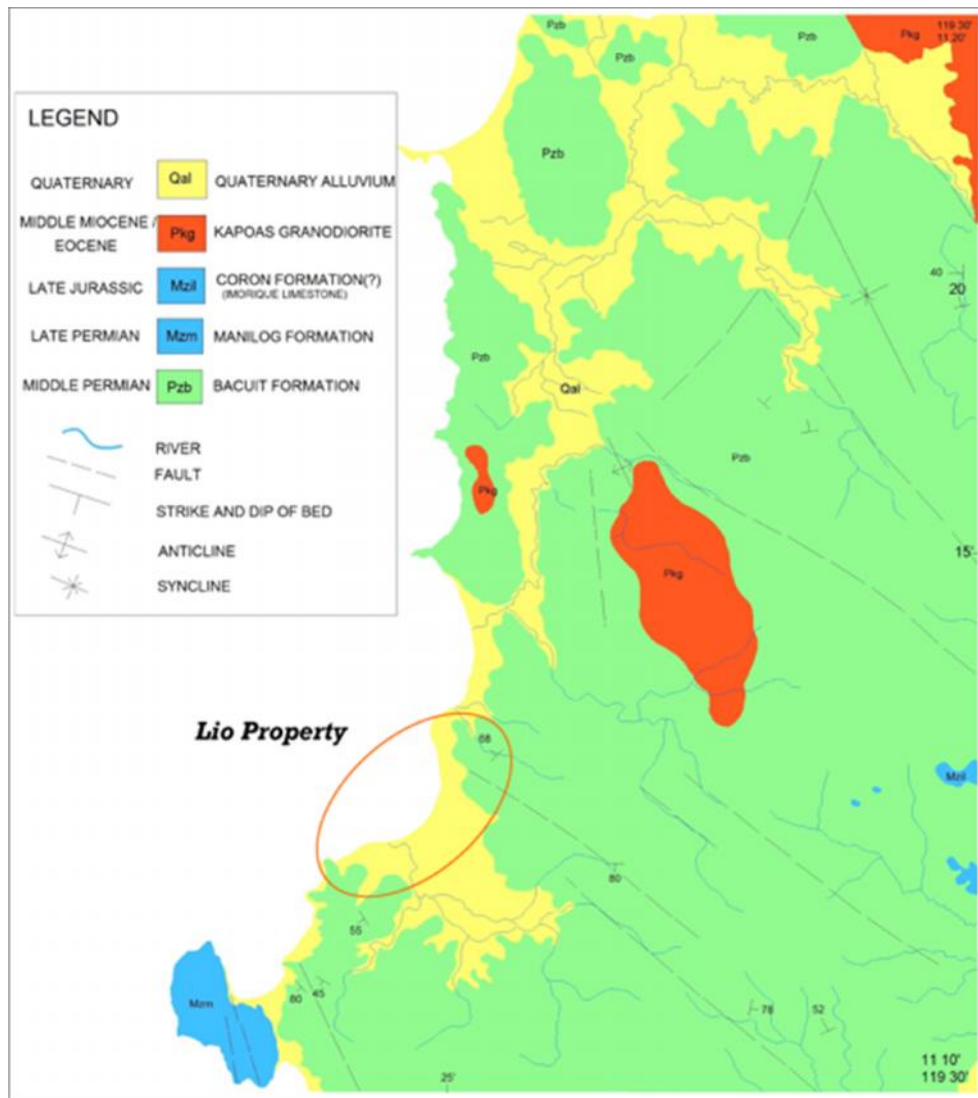 LEGEND
QUATERNARY Qal QUATERNARY ALLUVIUM
MIDDLE MIOCENE / EOCENE Pkg KAPOAS GRANODIORITE
LATE JURASSIC Mzil CORON FORMATION(?)
(IMORIQUE LIMESTONE)
LATE PERMIAN Mzm MANILOG FORMATION
MIDDLE PERMIAN Pzb BACUIT FORMATION
RIVER
FAULT
STRIKE AND DIP OF BED
ANTICLINE
SYNCLINE
Pzb
Pzb
Pzb
Pkg
119 30'
11 20'
Pzb
40
20
Pzb
Qal
Pzb
Pkg
15'
Pkg
Lio Property
68
Mzil
80
55
Mzm
80
45
78
52
25'
11 10'
119 30'